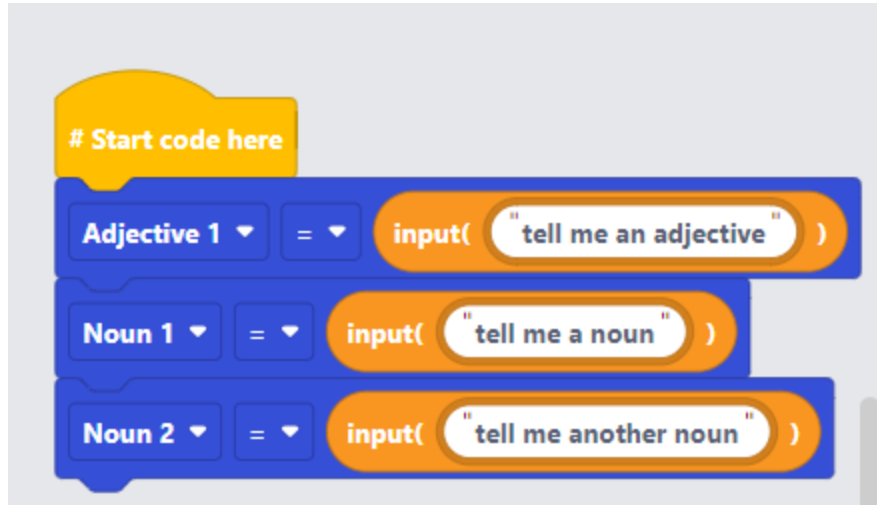 # Start code here
Adjective 1 = input( "tell me an adjective" )
Noun 1 = input( "tell me a noun" )
Noun 2 = input( "tell me another noun" )